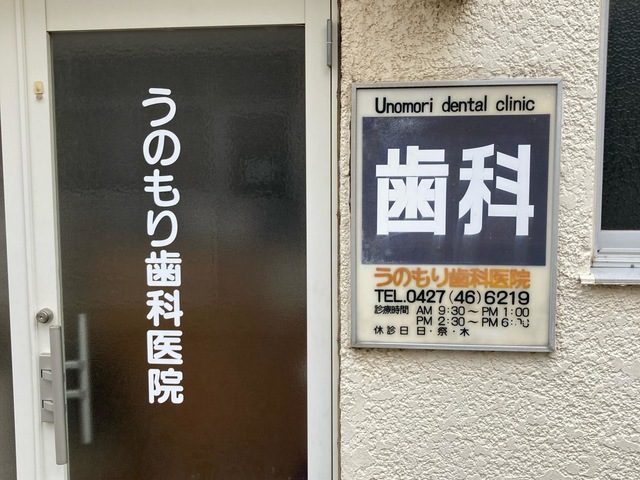 うのもり歯科医院
Unomori dental clinic
歯科
うのもり歯科医院
TEL.0427(46)6219
診療時間 AM 9:30～PM 1:00
PM 2:30～PM 6:00
休診日 日・祭・木